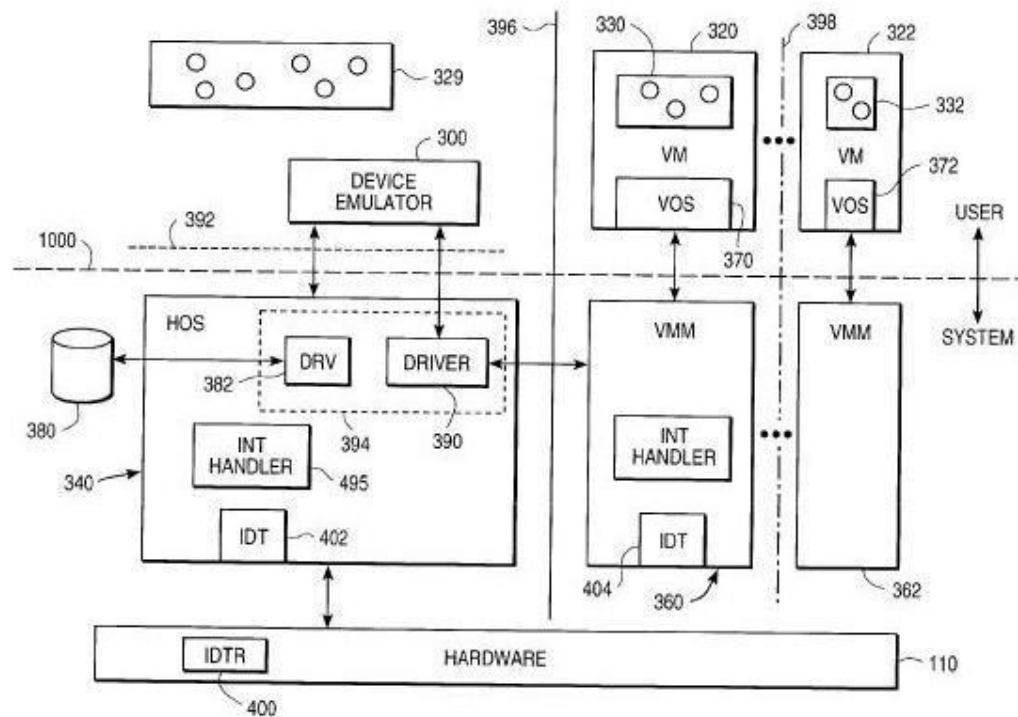 396
330
320
398
322
329
332
300
VM
VM
372
DEVICE
EMULATOR
VOS
VOS
USER
392
1000
370
HOS
VMM
VMM
SYSTEM
DRV
DRIVER
382
380
394
390
INT
HANDLER
INT
HANDLER
340
495
IDT
402
IDT
404
360
362
IDTR
HARDWARE
110
400